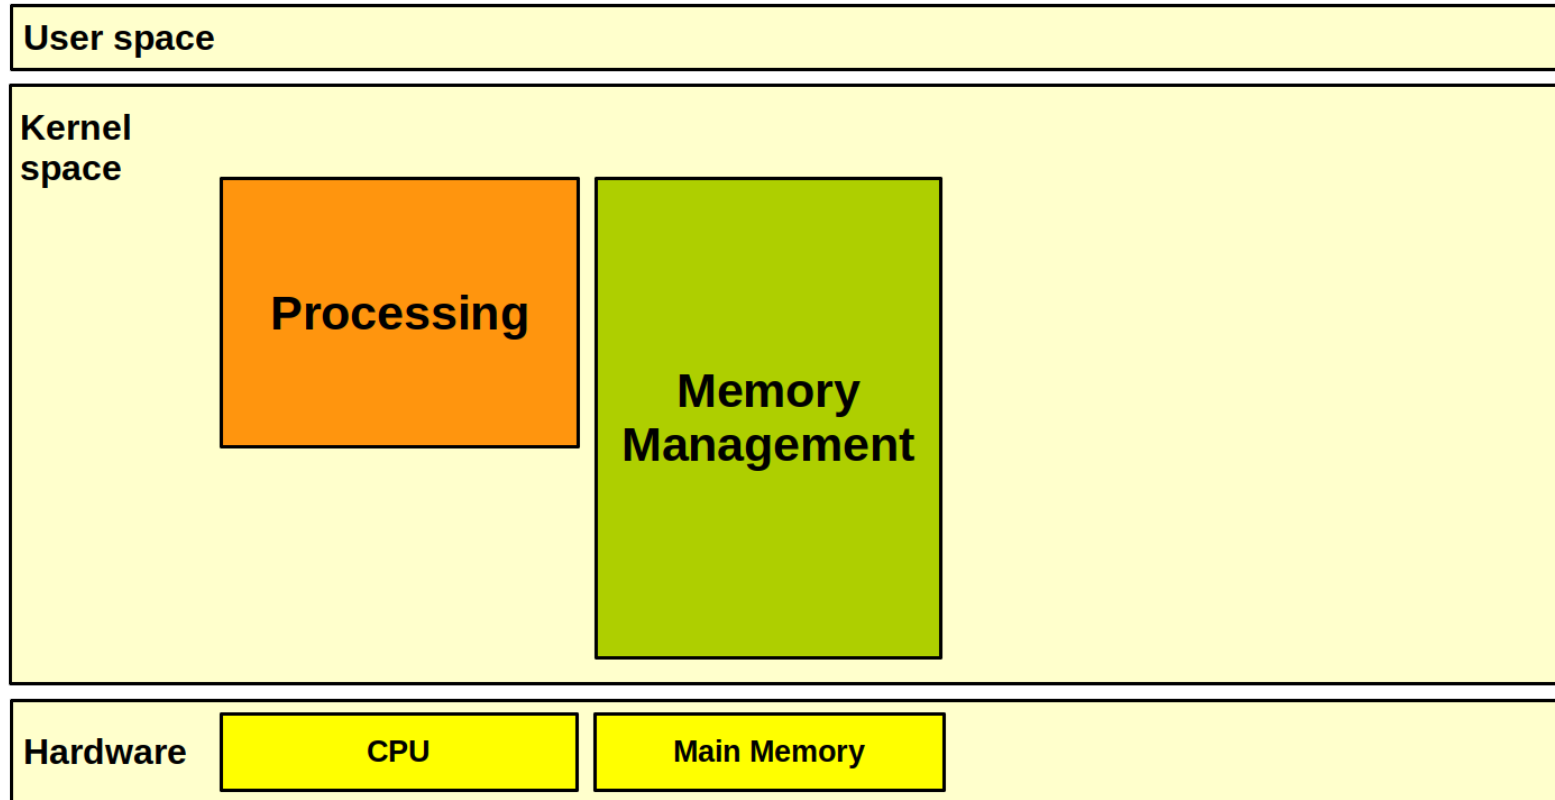 User space
Kernel
space
Processing
Memory
Management
Hardware
CPU
Main Memory